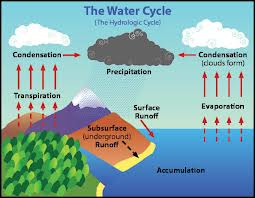 The Water Cycle
(The Hydrologic Cycle)
Condensation
Precipitation
Condensation
(clouds form)
Transpiration
Surface
Runoff
Evaporation
Subsurface
(underground)
Runoff
Accumulation